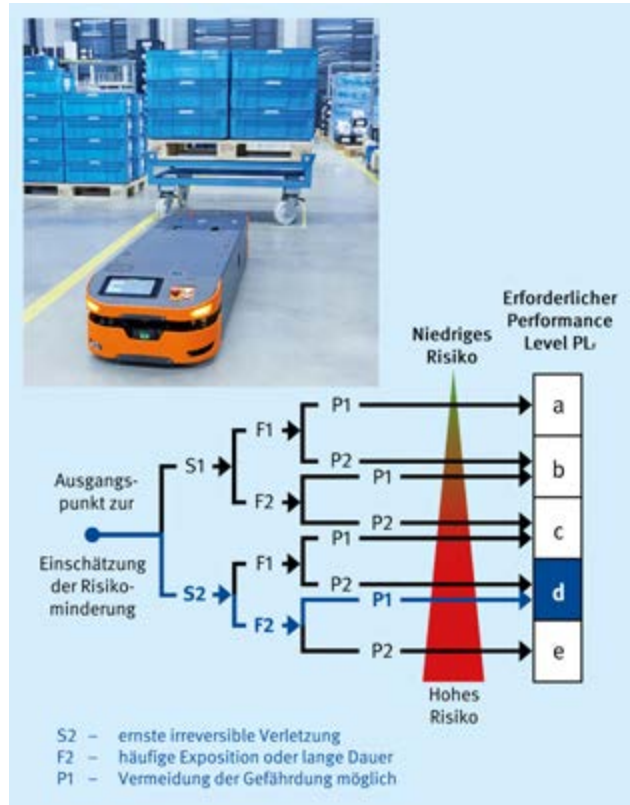 Erforderlicher
Performance
Level PLr
Niedriges
Risiko
a
P1
F1
S1
P2
b
P1
Ausgangs-
punkt zur
F2
P2
c
P1
Einschätzung
der Risiko-
minderung
F1
S2
P2
d
P1
F2
P2
e
Hohes
Risiko
S2 – ernste irreversible Verletzung
F2 – häufige Exposition oder lange Dauer
P1 – Vermeidung der Gefährdung möglich